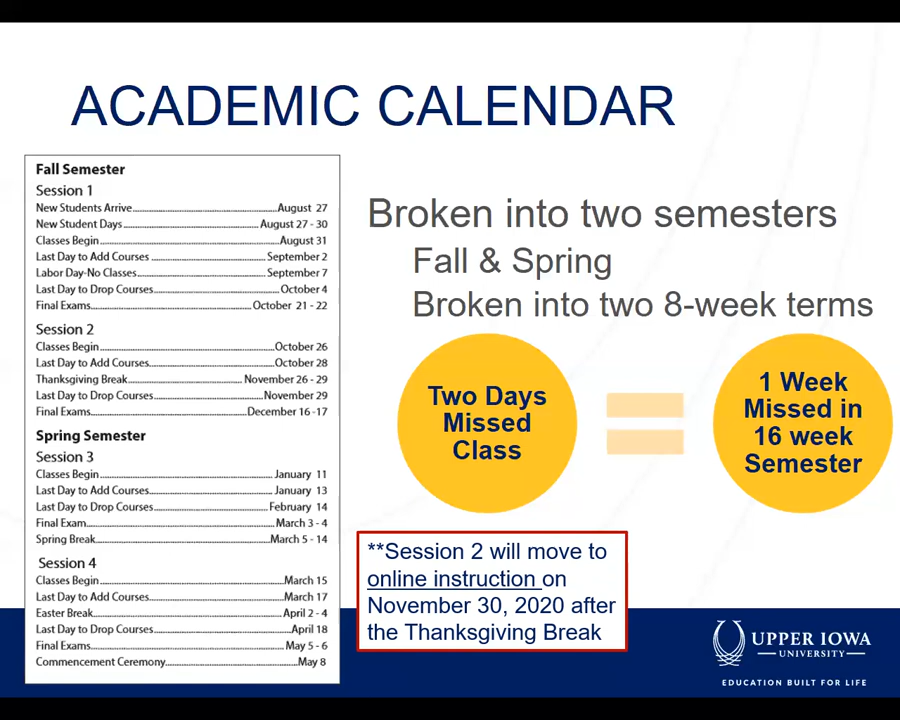 ACADEMIC CALENDAR
Fall Semester
Session 1
New Students Arrive August 27
New Student Days August 27 - 30
Classes Begin August 31
Last Day to Add Courses September 2
Labor Day-No Classes September 7
Last Day to Drop Courses October 4
Final Exams October 21 - 22
Session 2
Classes Begin October 26
Last Day to Add Courses October 28
Thanksgiving Break November 26 - 29
Last Day to Drop Courses November 29
Final Exams December 16 -17
Spring Semester
Session 3
Classes Begin January 11
Last Day to Add Courses January 13
Last Day to Drop Courses February 14
Final Exam March 3 - 4
Spring Break March 5 - 14
Session 4
Classes Begin March 15
Last Day to Add Courses March 17
Easter Break April 2 - 4
Last Day to Drop Courses April 18
Final Exams May 5 - 6
Commencement Ceremony May 8
Broken into two semesters
Fall & Spring
Broken into two 8-week terms
Two Days
Missed
Class
1 Week
Missed in
16 week
Semester
**Session 2 will move to
online instruction on
November 30, 2020 after
the Thanksgiving Break
UPPER IOWA
UNIVERSITY
EDUCATION BUILT FOR LIFE